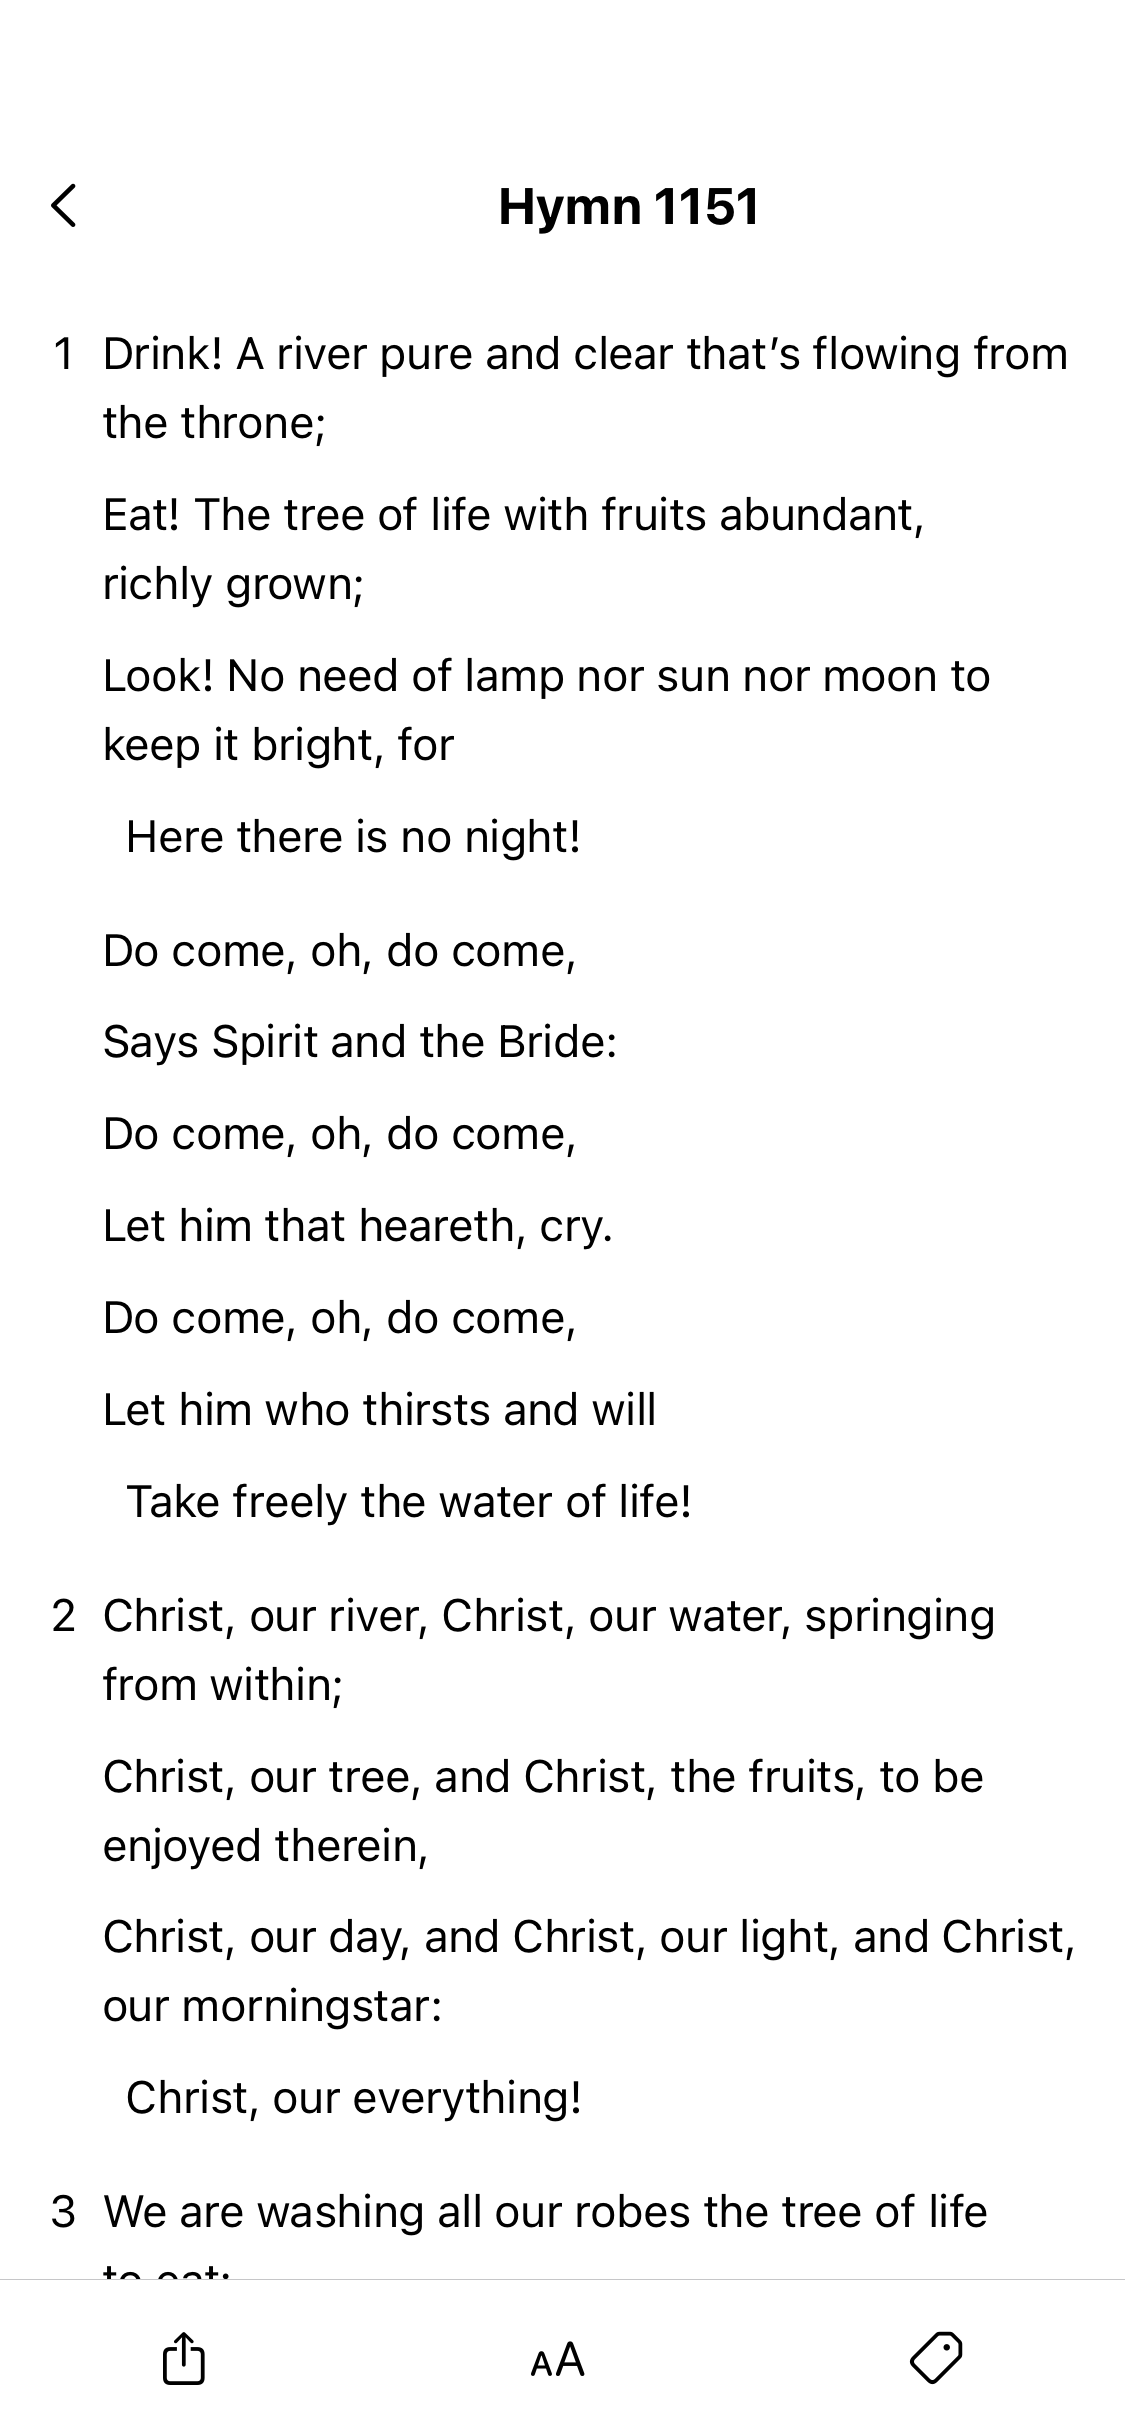 Hymn 1151
1 Drink! A river pure and clear that’s flowing from
the throne;
Eat! The tree of life with fruits abundant,
richly grown;
Look! No need of lamp nor sun nor moon to
keep it bright, for
Here there is no night!
Do come, oh, do come,
Says Spirit and the Bride:
Do come, oh, do come,
Let him that heareth, cry.
Do come, oh, do come,
Let him who thirsts and will
Take freely the water of life!
2 Christ, our river, Christ, our water, springing
from within;
Christ, our tree, and Christ, the fruits, to be
enjoyed therein,
Christ, our day, and Christ, our light, and Christ,
our morningstar:
Christ, our everything!
3 We are washing all our robes the tree of life
to eat;
AA